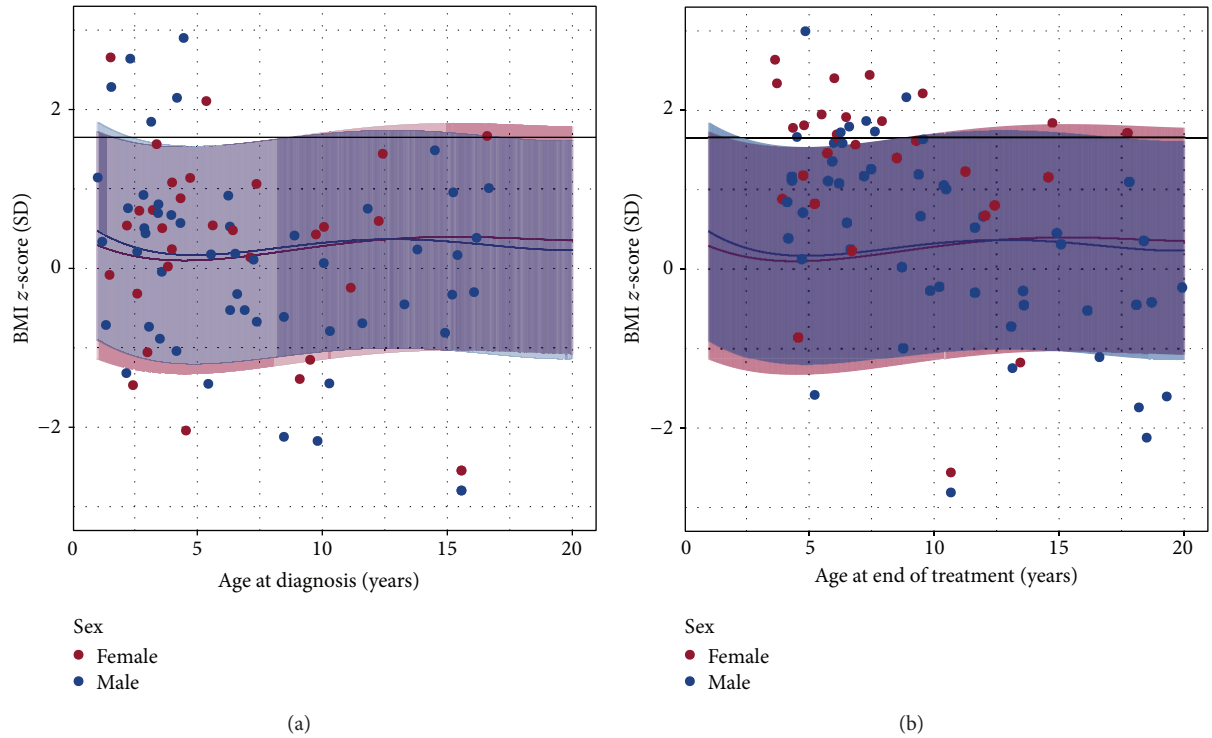 2
0
−2
BMI z-score (SD)
0 5 10 15 20
Age at diagnosis (years)
Sex
Female
Male
(a)
2
0
−2
BMI z-score (SD)
0 5 10 15 20
Age at end of treatment (years)
Sex
Female
Male
(b)